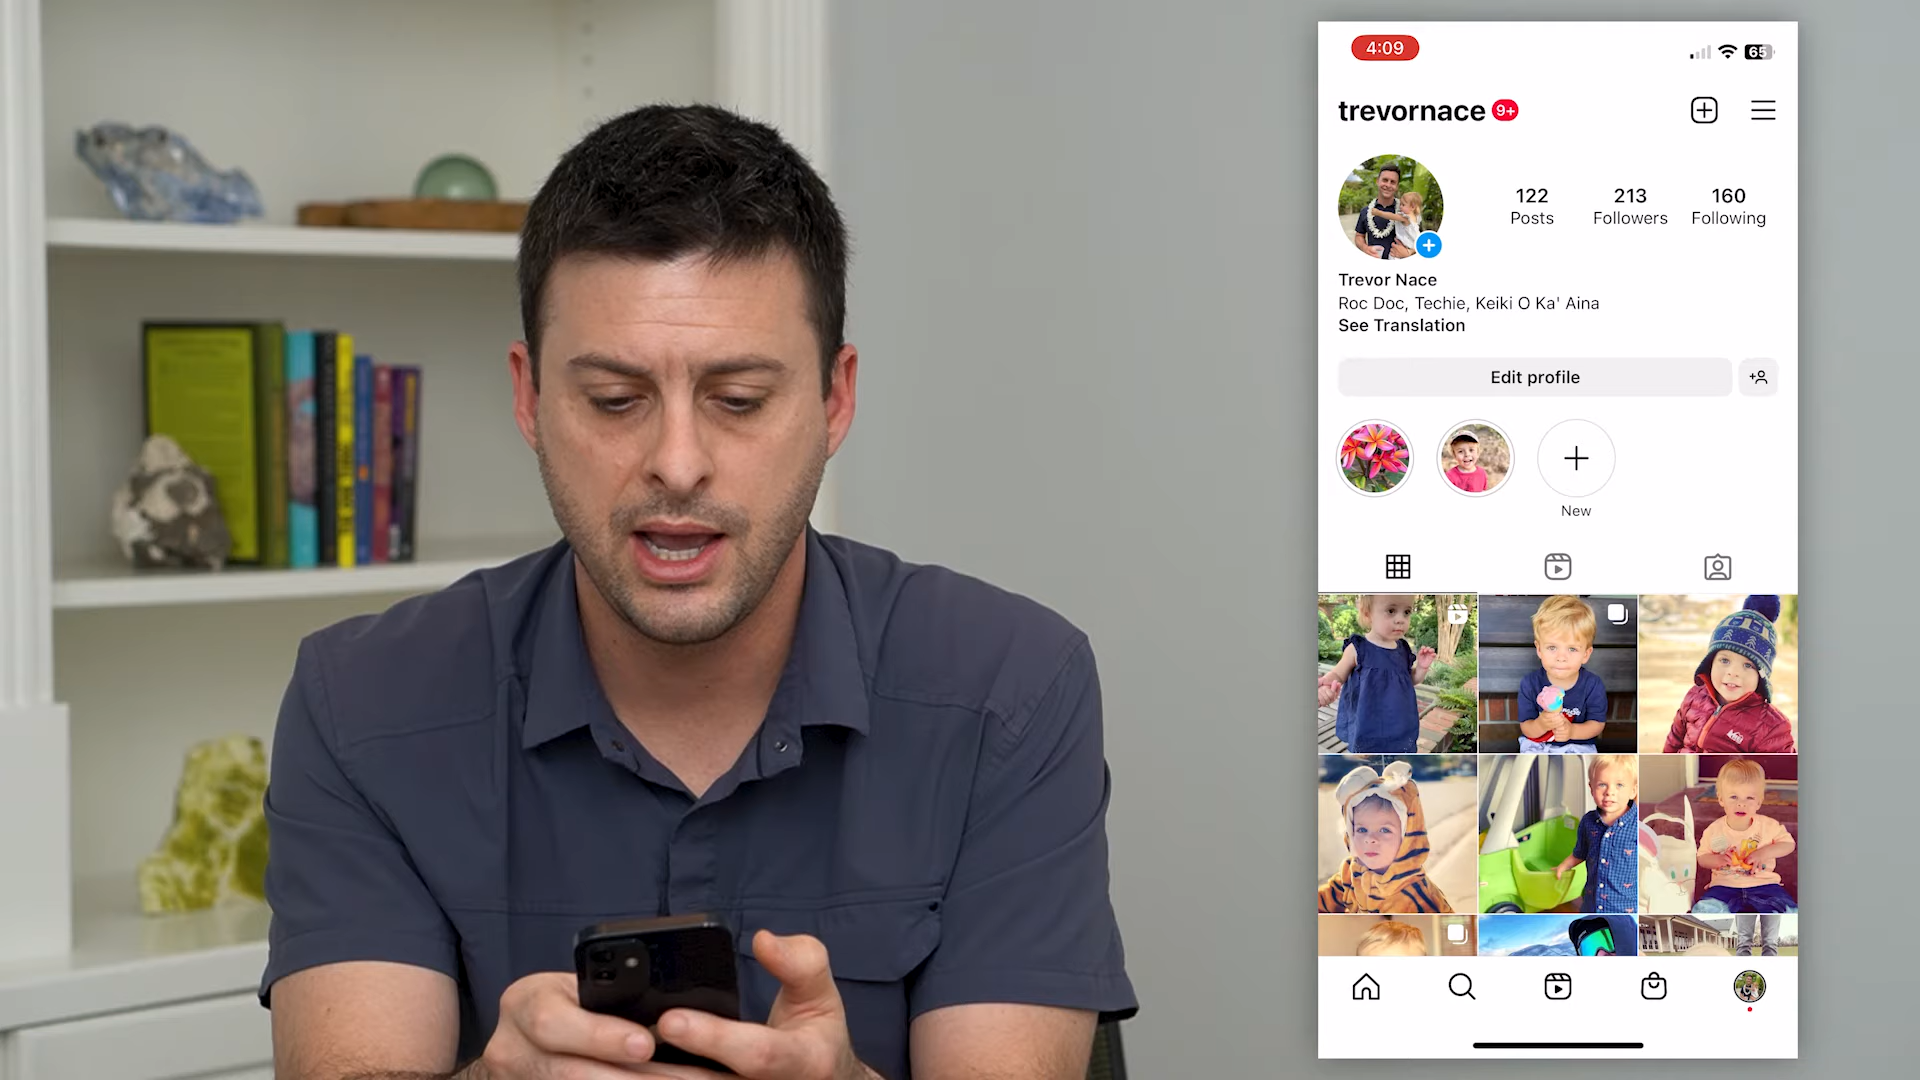 4:09
65
trevornace 9+
122
213
160
Posts
Followers
Following
Trevor Nace
Roc Doc, Techie, Keiki O Ka' Aina
See Translation
Edit profile
New